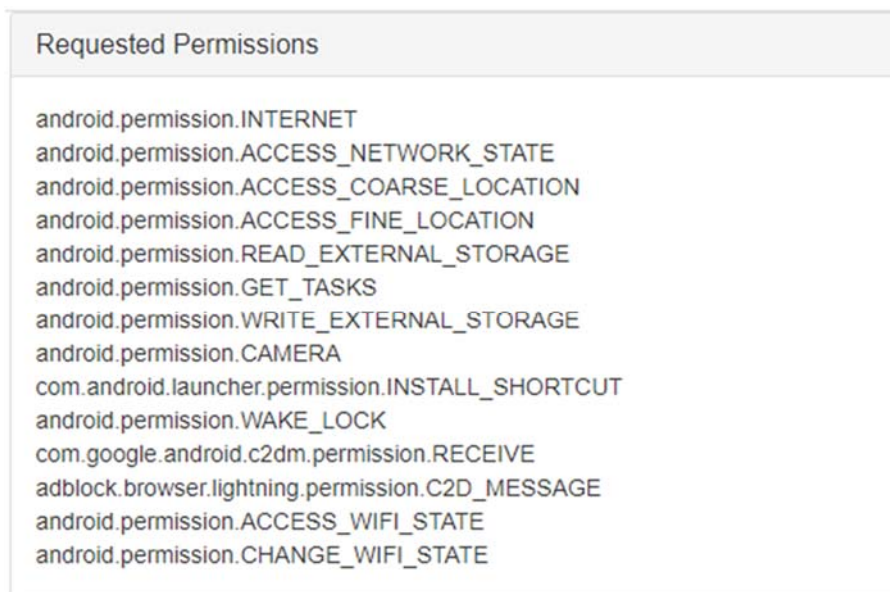 Requested Permissions
android.permission.INTERNET
android.permission.ACCESS_NETWORK_STATE
android.permission.ACCESS_COARSE_LOCATION
android.permission.ACCESS_FINE_LOCATION
android.permission.READ_EXTERNAL_STORAGE
android.permission.GET_TASKS
android.permission.WRITE_EXTERNAL_STORAGE
android.permission.CAMERA
com.android.launcher.permission.INSTALL_SHORTCUT
android.permission.WAKE_LOCK
com.google.android.c2dm.permission.RECEIVE
adblock.browser.lightning.permission.C2D_MESSAGE
android.permission.ACCESS_WIFI_STATE
android.permission.CHANGE_WIFI_STATE